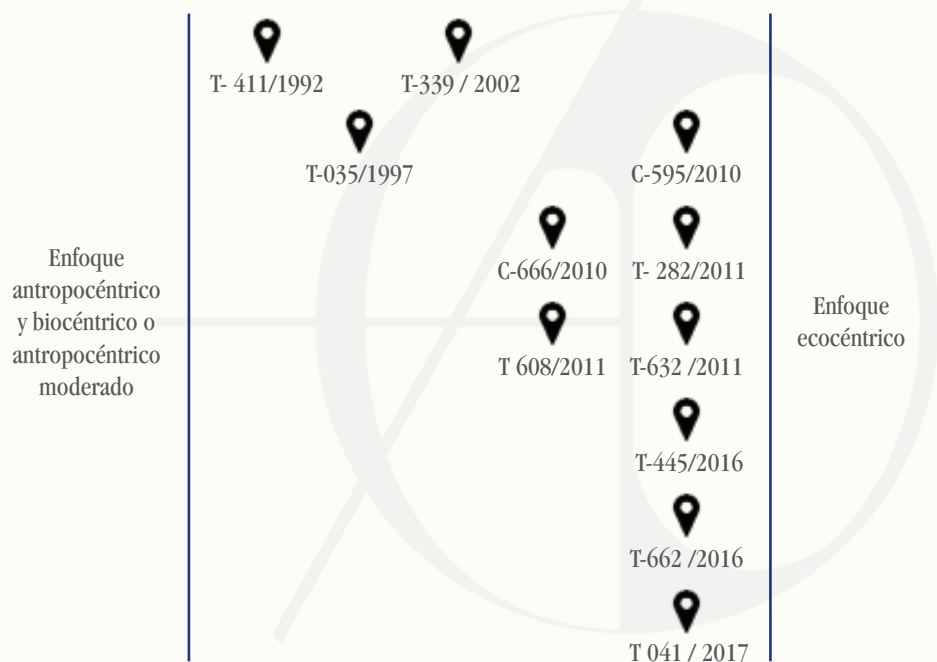 T- 411/1992
T-339 / 2002
T-035/1997
C-595/2010
C-666/2010
T- 282/2011
T 608/2011
T-632 /2011
T-445/2016
T-662 /2016
T 041 / 2017
Enfoque
antropocéntrico
y biocéntrico o
antropocéntrico
moderado
Enfoque
ecocéntrico